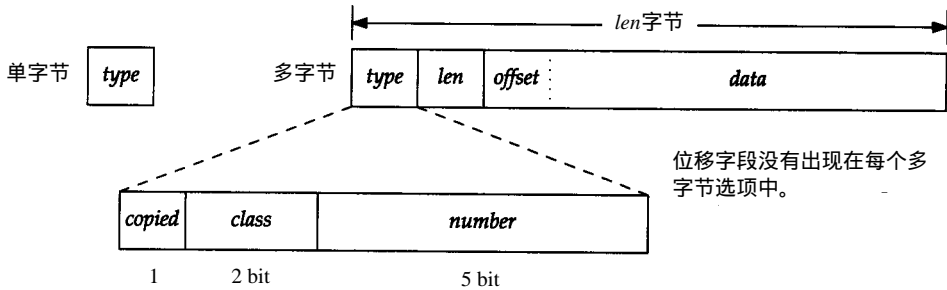 len字节
单字节
type
多字节
type
len
offset
data
位移字段没有出现在每个多
字节选项中。
copied
class
number
1
2 bit
5 bit